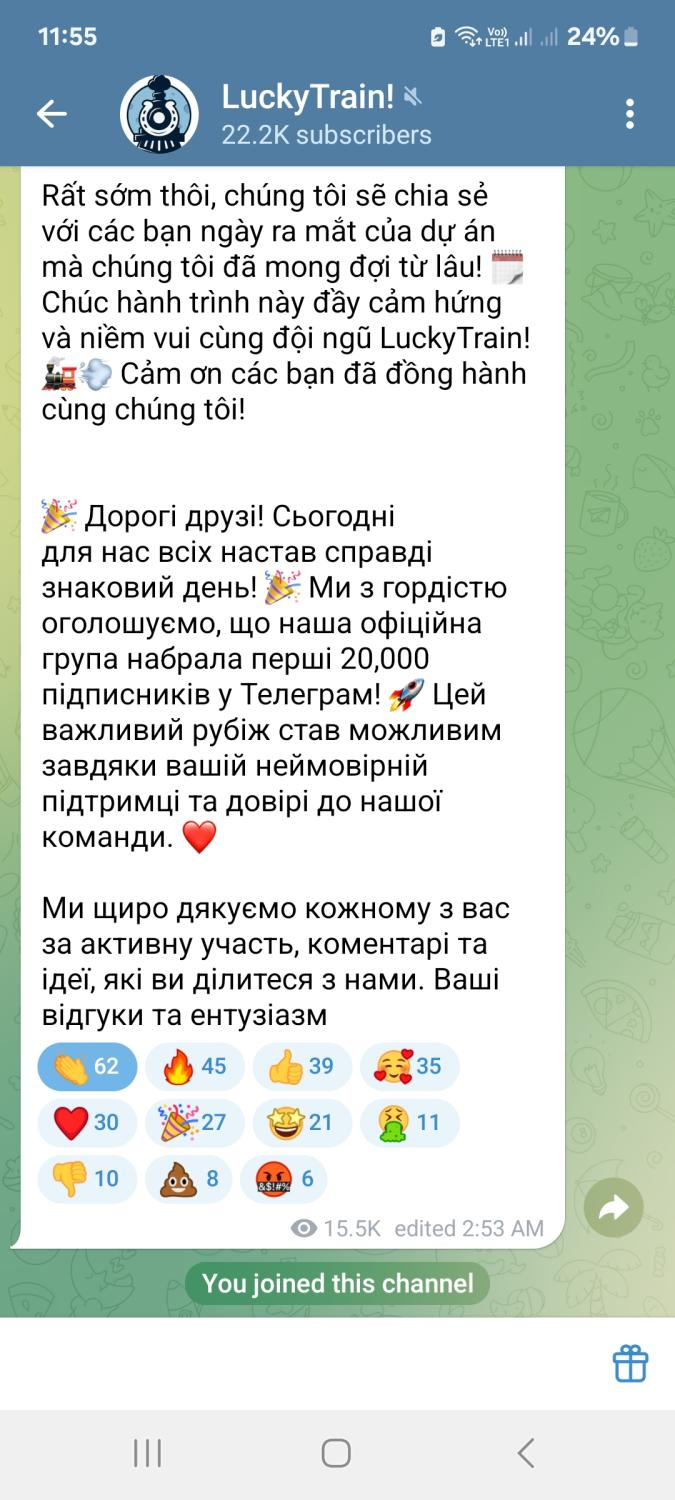 11:55
Vo))
LTE1
24%
LuckyTrain!
22.2K subscribers
Rất sớm thôi, chúng tôi sẽ chia sẻ
với các bạn ngày ra mắt của dự án
mà chúng tôi đã mong đợi từ lâu! 🗓️
Chúc hành trình này đầy cảm hứng
và niềm vui cùng đội ngũ LuckyTrain!
🚂💨 Cảm ơn các bạn đã đồng hành
cùng chúng tôi!
🎉 Дорогі друзі! Сьогодні
для нас всіх настав справді
знаковий день! 🎉 Ми з гордістю
оголошуємо, що наша офіційна
група набрала перші 20,000
підписників у Телеграм! 🚀 Цей
важливий рубіж став можливим
завдяки вашій неймовірній
підтримці та довірі до нашої
команди. ❤️
Ми щиро дякуємо кожному з вас
за активну участь, коментарі та
ідеї, які ви ділитеся з нами. Ваші
відгуки та ентузіазм
👏 62 🔥 45 👍 39 🥰 35
❤️ 30 🎉 27 🤩 21 🤮 11
👎 10 💩 8 🤬 6
15.5K edited 2:53 AM
You joined this channel